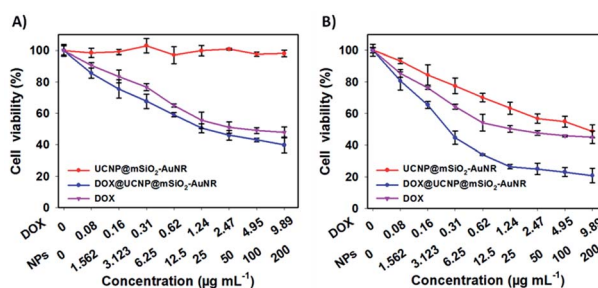 A)
Cell viability (%)
100
80
60
40
20
0
UCNP@mSiO₂-AuNR
DOX@UCNP@mSiO₂-AuNR
DOX
DOX 0 0.08 0.16 0.31 0.62 1.24 2.47 4.95 9.89
NPs 0 1.562 3.123 6.25 12.5 25 50 100 200
Concentration (μg mL⁻¹)
B)
Cell viability (%)
100
80
60
40
20
0
UCNP@mSiO₂-AuNR
DOX@UCNP@mSiO₂-AuNR
DOX
DOX 0 0.08 0.16 0.31 0.62 1.24 2.47 4.95 9.89
NPs 0 1.562 3.123 6.25 12.5 25 50 100 200
Concentration (μg mL⁻¹)